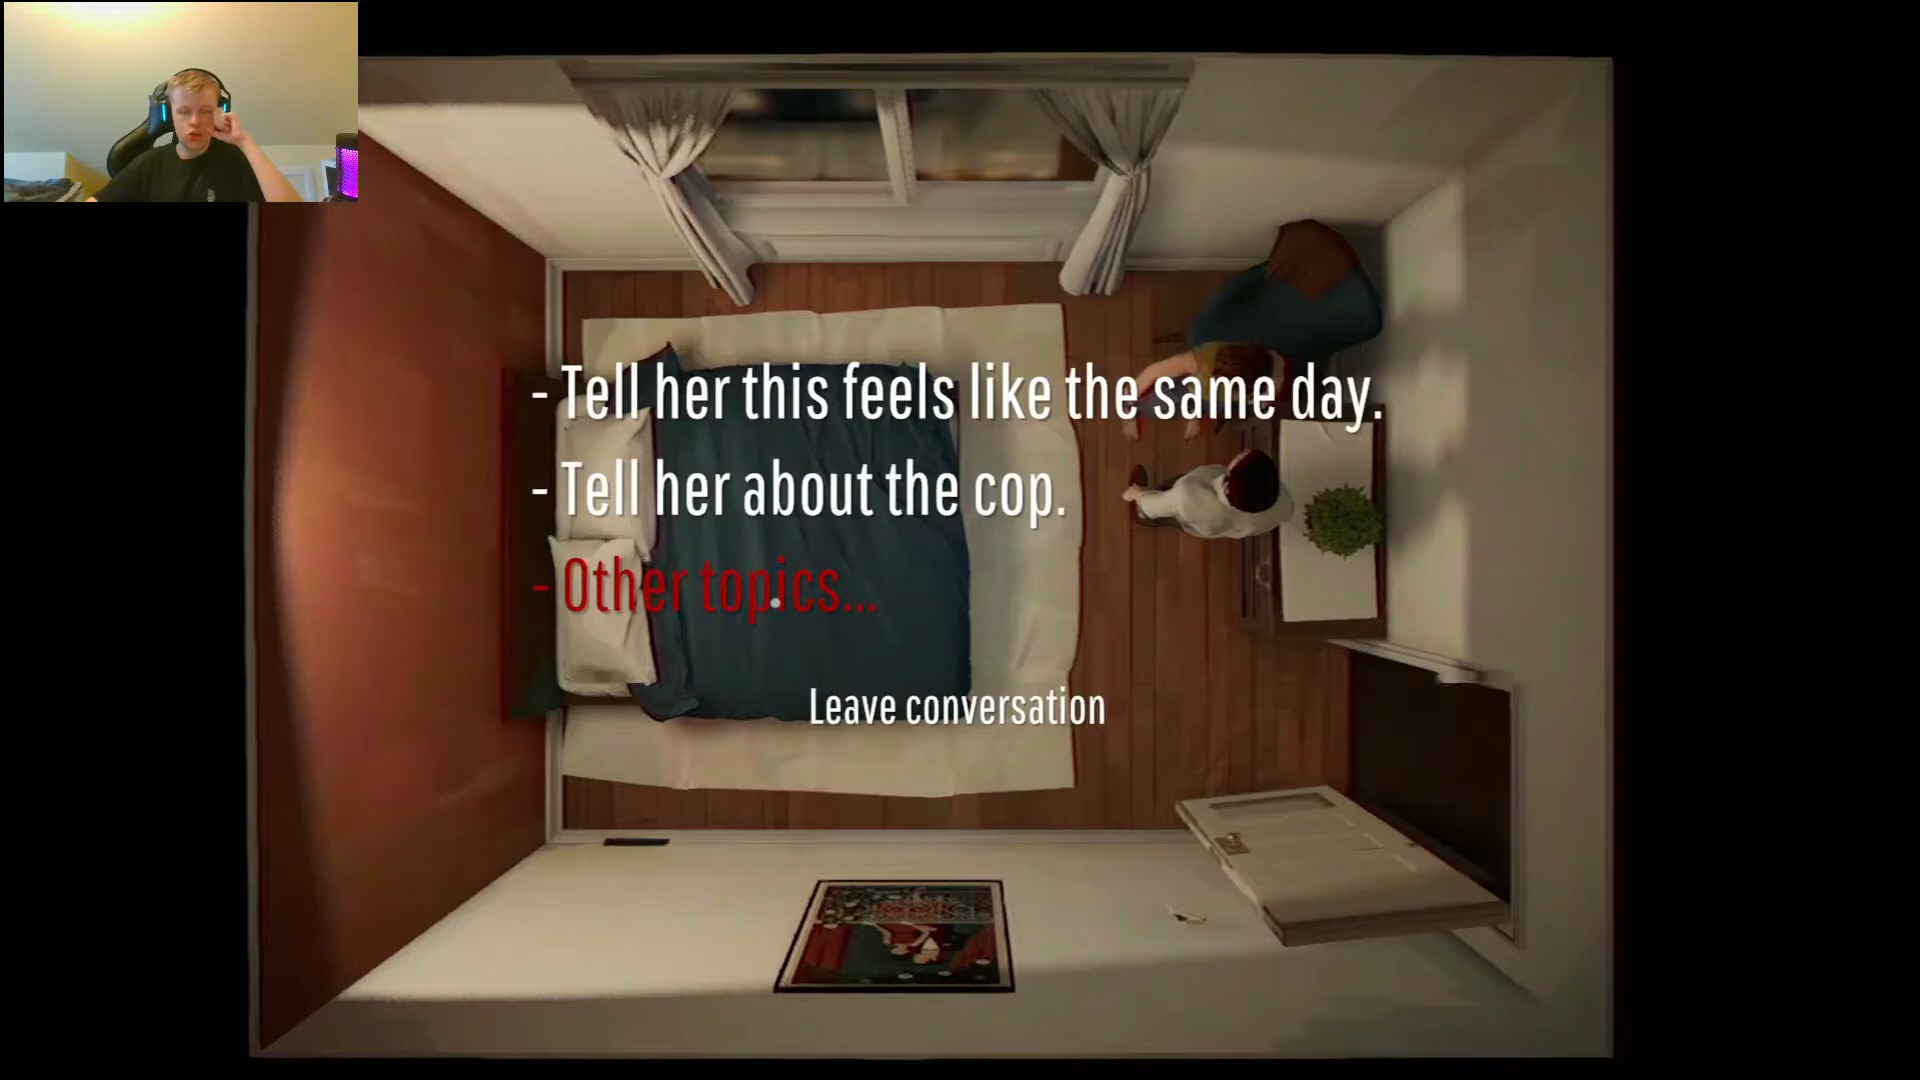 - Tell her this feels like the same day.
- Tell her about the cop.
- Other topics...
Leave conversation